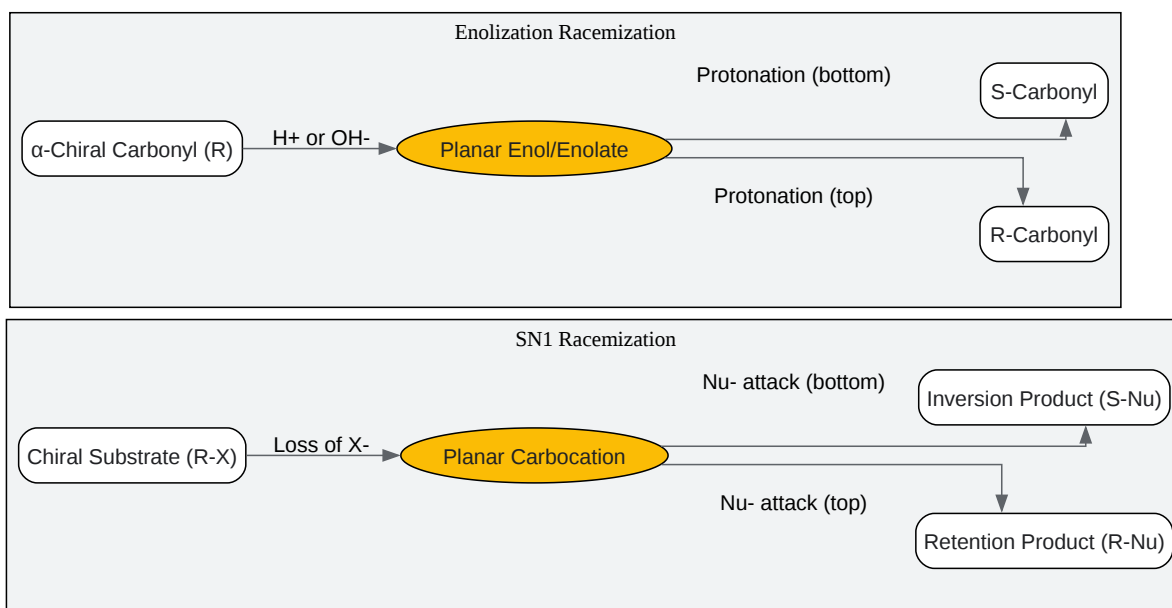 Enolization Racemization
Protonation (bottom)
S-Carbonyl
α-Chiral Carbonyl (R)
H+ or OH-
Planar Enol/Enolate
Protonation (top)
R-Carbonyl
SN1 Racemization
Nu- attack (bottom)
Inversion Product (S-Nu)
Chiral Substrate (R-X)
Loss of X-
Planar Carbocation
Nu- attack (top)
Retention Product (R-Nu)